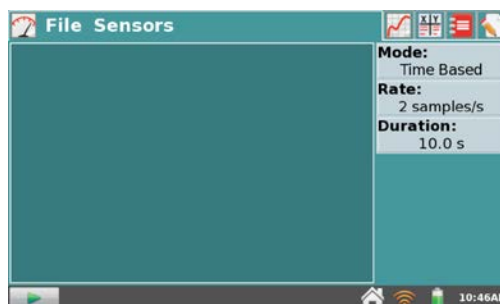 File Sensors
X Y
Mode:
Time Based
Rate:
2 samples/s
Duration:
10.0 s
10:46A